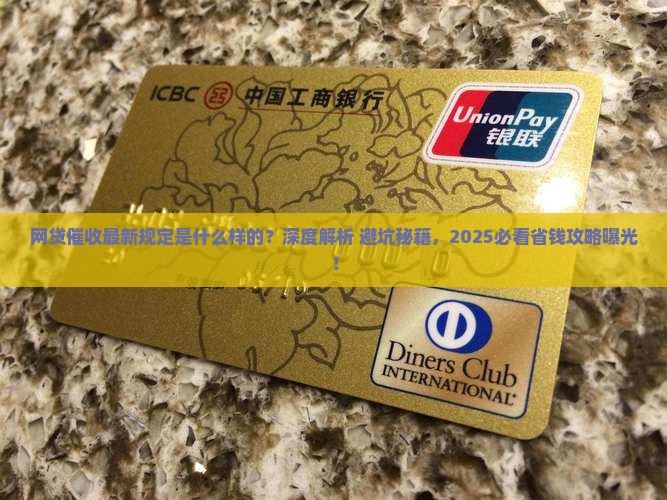 ICBC 中国工商银行
UnionPay
银联
网贷催收最新规定是什么样的？深度解析 避坑秘籍，2025必看省钱攻略曝光
！
Diners Club
INTERNATIONAL